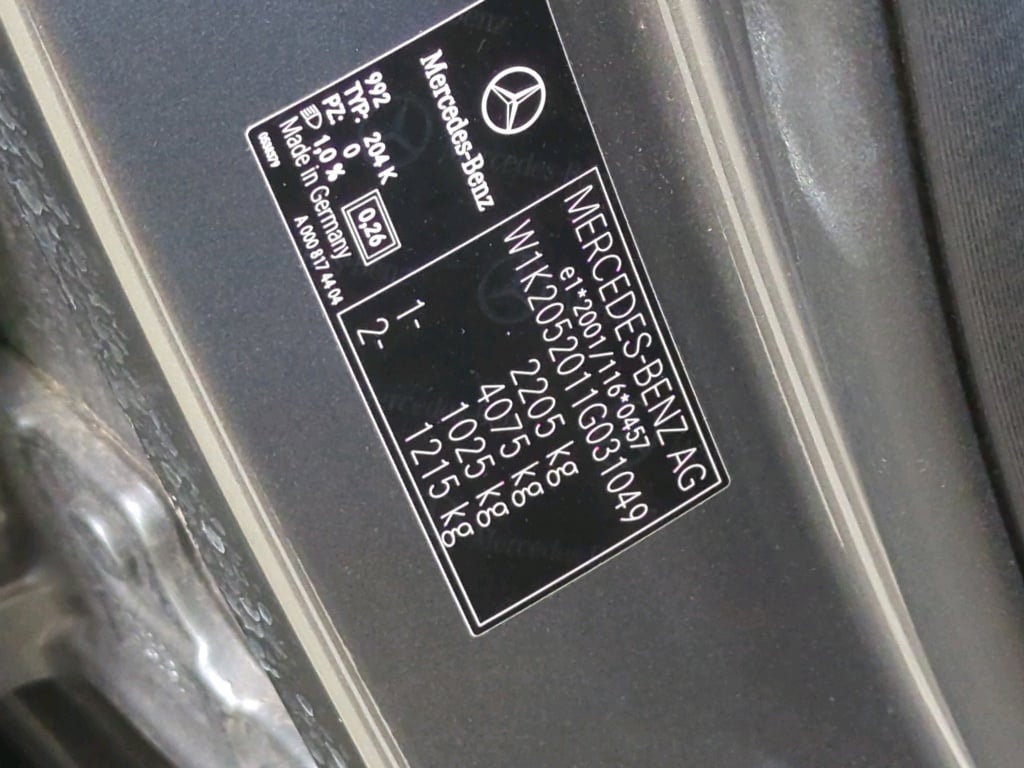 Mercedes-Benz
992
TYP: 204 K
PZ: 0
1,0 %
0,26
Made in Germany
A 000 817 44 04
MERCEDES-BENZ AG
e1*2001/116*0457
W1K2052011G031049
2205 kg
4075 kg
1- 1025 kg
2- 1215 kg